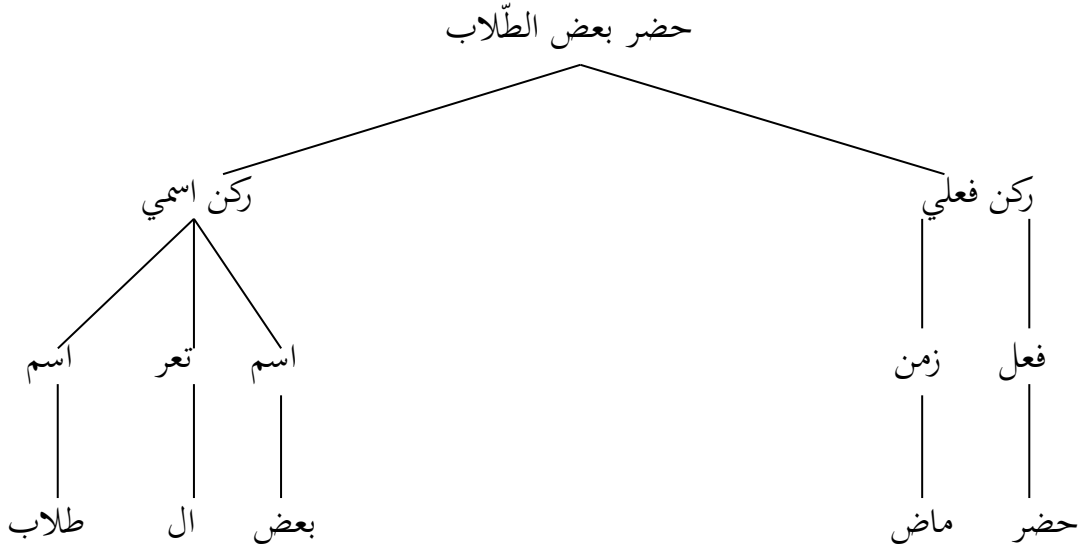 حضر بعض الطّلاب
ركن فعلي ركن اسمي
فعل زمن اسم تعر اسم
حضر ماض بعض ال طلاب